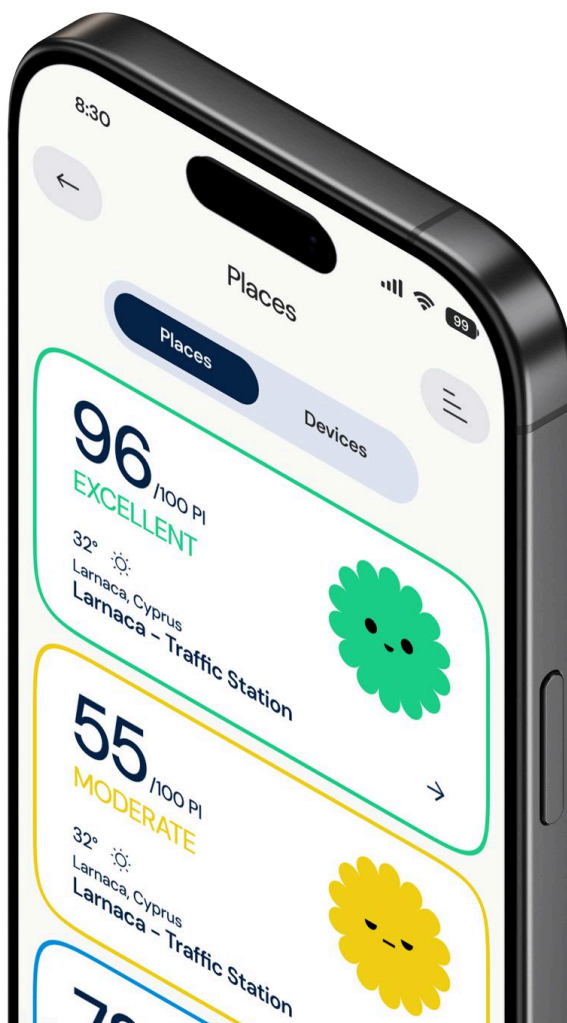 8:30
99
Places
Places
Devices
96/100 PI
EXCELLENT
32°
Larnaca, Cyprus
Larnaca - Traffic Station
55/100 PI
MODERATE
32°
Larnaca, Cyprus
Larnaca - Traffic Station